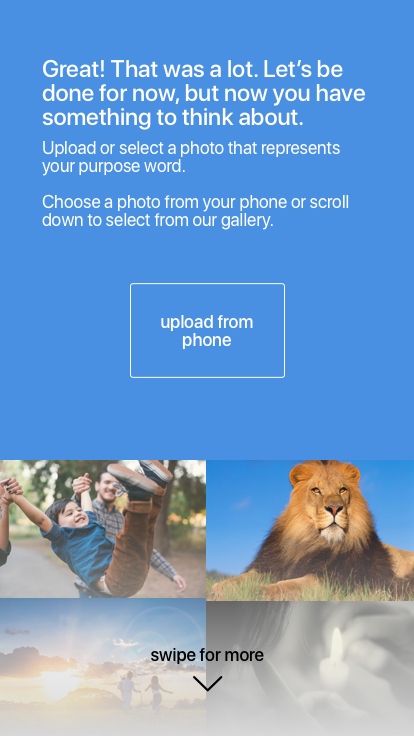 Great! That was a lot. Let’s be
done for now, but now you have
something to think about.
Upload or select a photo that represents
your purpose word.
Choose a photo from your phone or scroll
down to select from our gallery.
upload from
phone
swipe for more